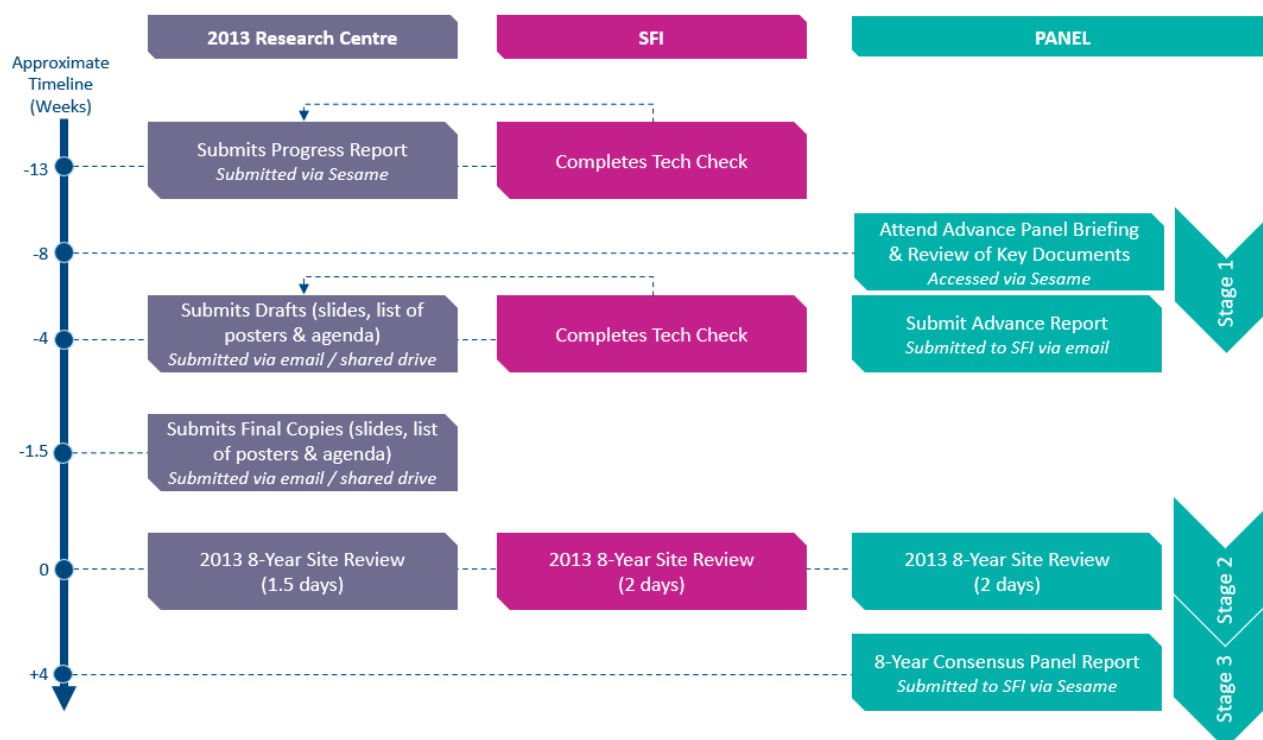 2013 Research Centre
SFI
PANEL
Approximate
Timeline
(Weeks)
-13
Submits Progress Report
Submitted via Sesame
Completes Tech Check
-8
Attend Advance Panel Briefing
& Review of Key Documents
Accessed via Sesame
Stage 1
-4
Submits Drafts (slides, list of
posters & agenda)
Submitted via email / shared drive
Completes Tech Check
Submit Advance Report
Submitted to SFI via email
-1.5
Submits Final Copies (slides, list
of posters & agenda)
Submitted via email / shared drive
0
2013 8-Year Site Review
(1.5 days)
2013 8-Year Site Review
(2 days)
2013 8-Year Site Review
(2 days)
Stage 2
+4
8-Year Consensus Panel Report
Submitted to SFI via Sesame
Stage 3